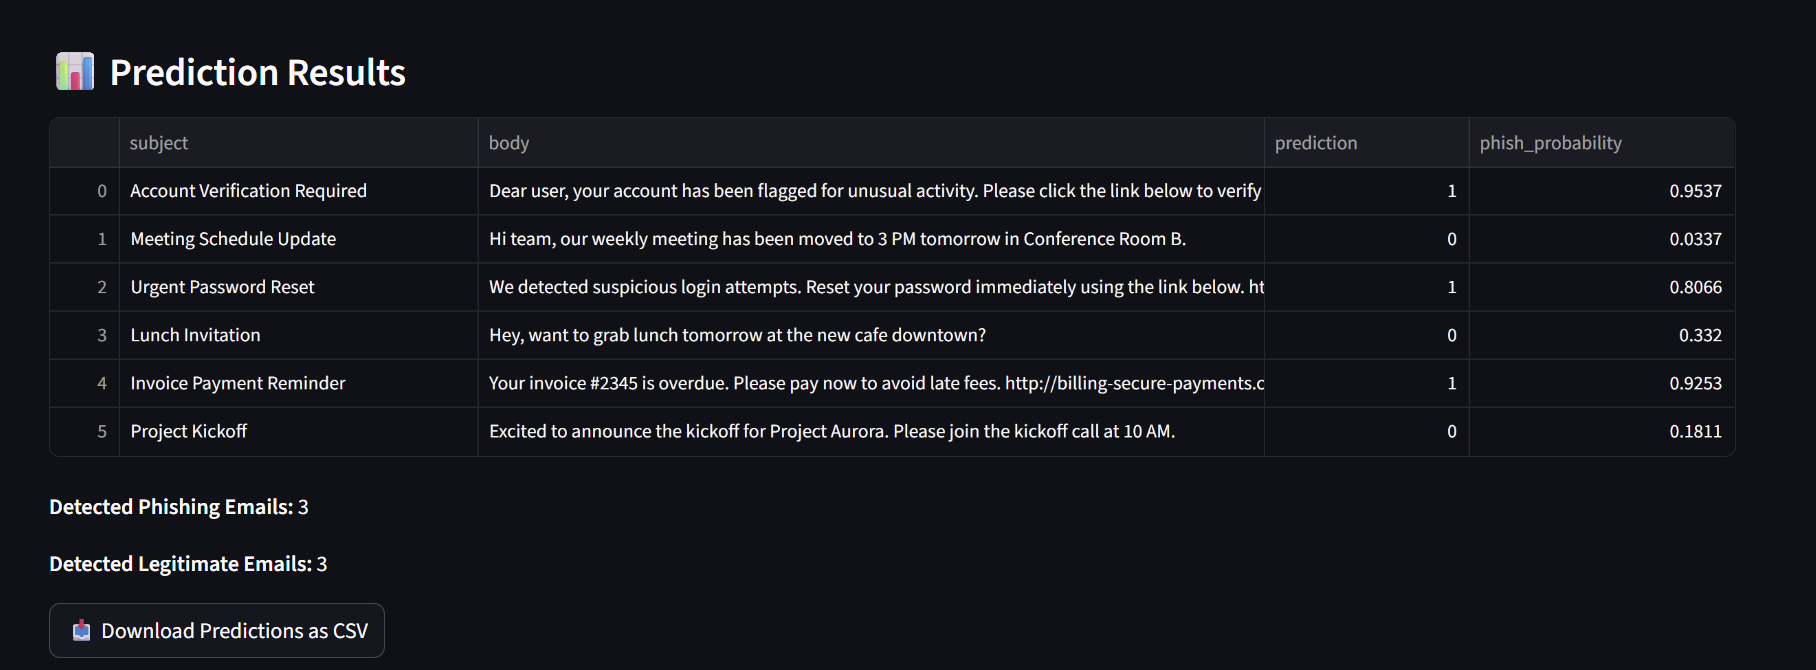 Prediction Results
subject body prediction phish_probability
0 Account Verification Required Dear user, your account has been flagged for unusual activity. Please click the link below to verify 1 0.9537
1 Meeting Schedule Update Hi team, our weekly meeting has been moved to 3 PM tomorrow in Conference Room B. 0 0.0337
2 Urgent Password Reset We detected suspicious login attempts. Reset your password immediately using the link below. ht 1 0.8066
3 Lunch Invitation Hey, want to grab lunch tomorrow at the new cafe downtown? 0 0.332
4 Invoice Payment Reminder Your invoice #2345 is overdue. Please pay now to avoid late fees. http://billing-secure-payments.c 1 0.9253
5 Project Kickoff Excited to announce the kickoff for Project Aurora. Please join the kickoff call at 10 AM. 0 0.1811
Detected Phishing Emails: 3
Detected Legitimate Emails: 3
Download Predictions as CSV